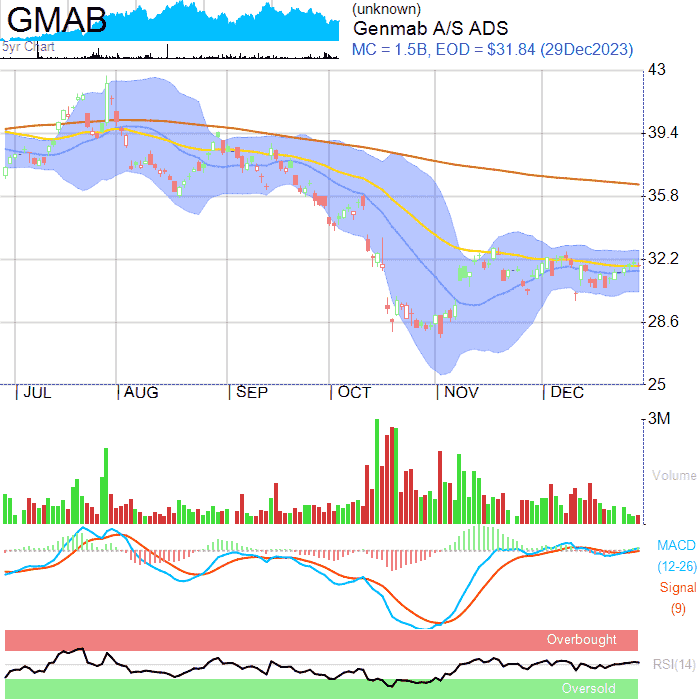 GMAB
5yr Chart
(unknown)
Genmab A/S ADS
MC = 1.5B, EOD = $31.84 (29Dec2023)
43
39.4
35.8
32.2
28.6
25
JUL AUG SEP OCT NOV DEC
3M
Volume
MACD
(12-26)
Signal
(9)
Overbought
RSI(14)
Oversold